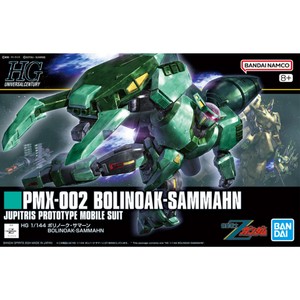 HG
UNIVERSAL CENTURY
BANDAI NAMCO
8+
PMX-002 BOLINOAK-SAMMAHN
JUPITRIS PROTOTYPE MOBILE SUIT
HG 1/144 ボリノーク・サマーン
BOLINOAK-SAMMAHN
BANDAI